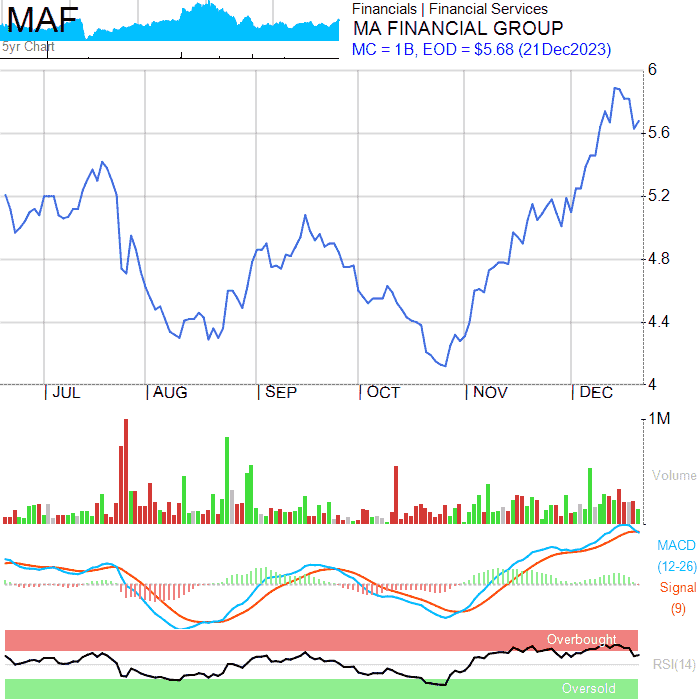 MAF
5yr Chart
Financials | Financial Services
MA FINANCIAL GROUP
MC = 1B, EOD = $5.68 (21Dec2023)
6
5.6
5.2
4.8
4.4
4
JUL
AUG
SEP
OCT
NOV
DEC
1M
Volume
MACD
(12-26)
Signal
(9)
Overbought
RSI(14)
Oversold